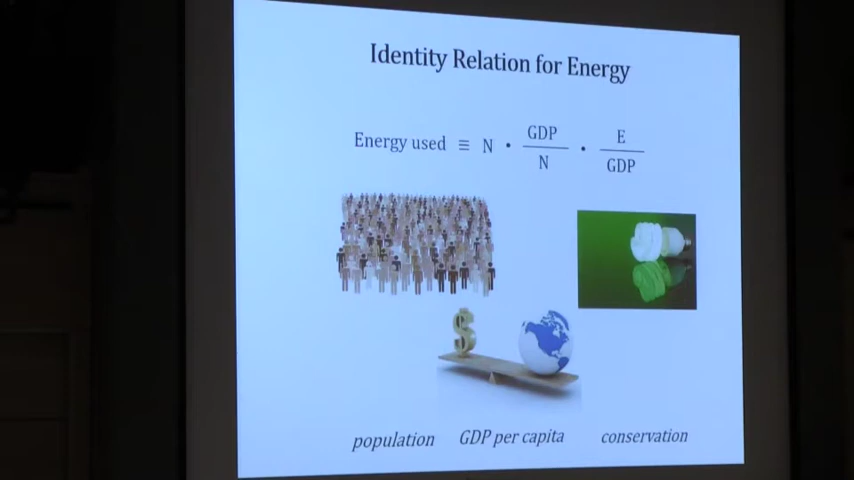 Identity Relation for Energy
Energy used ≡ N • GDP/N • E/GDP
$
population GDP per capita conservation